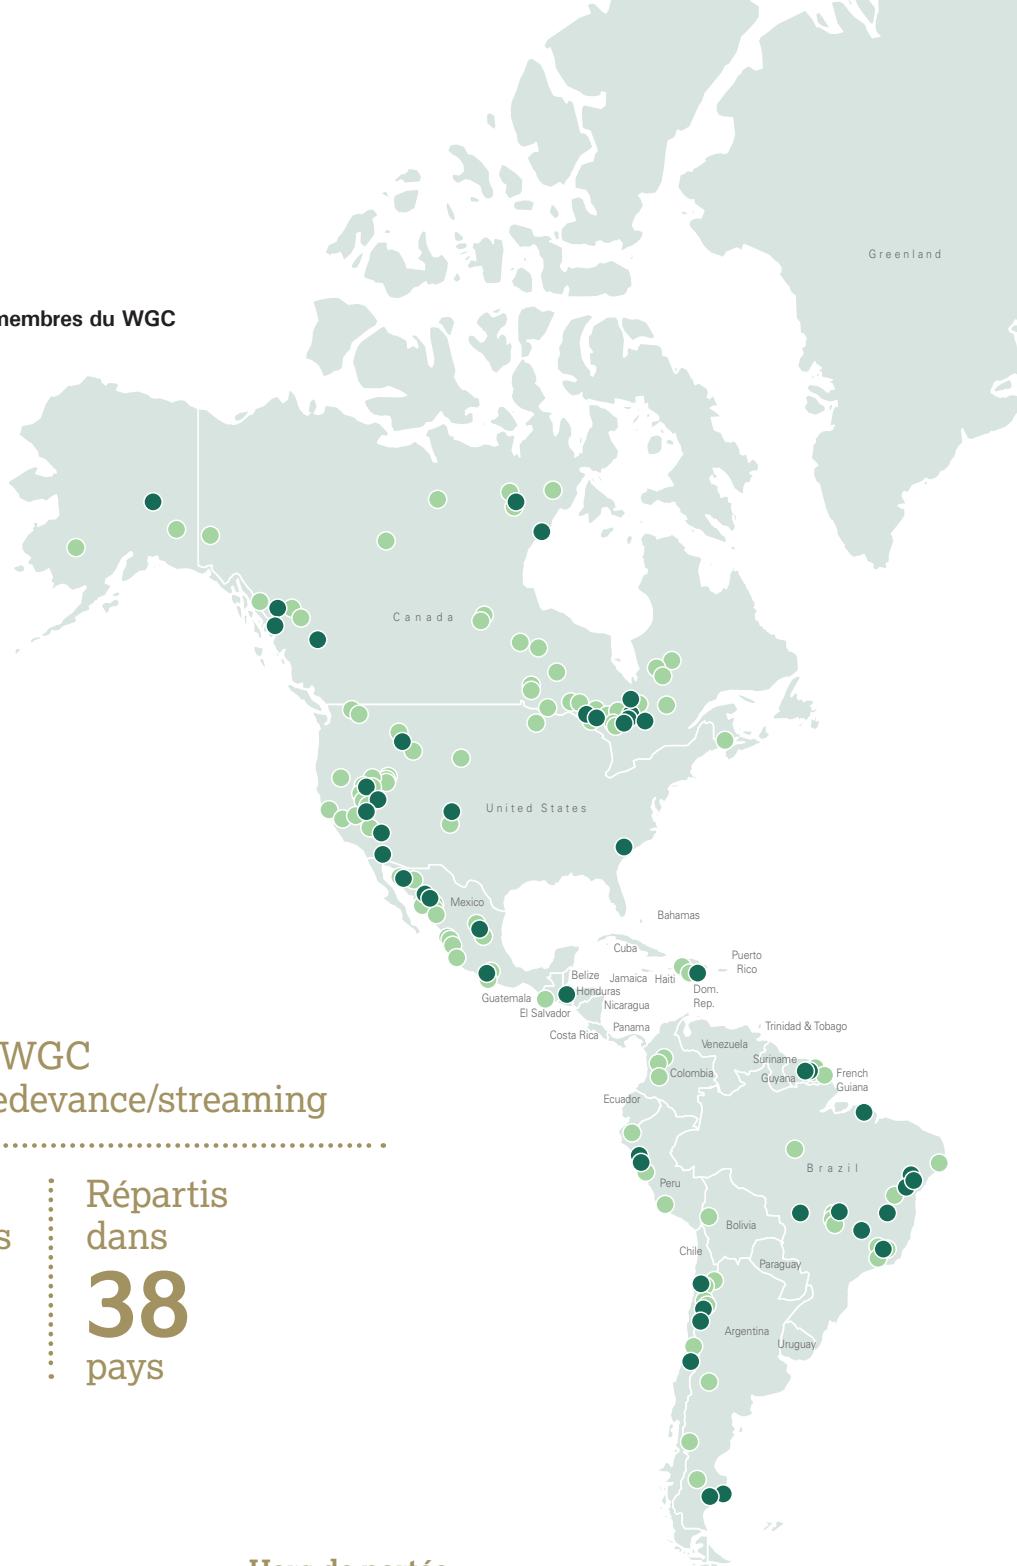 Greenland
membres du WGC
Canada
United States
Mexico
Bahamas
Cuba
Puerto
Rico
Belize
Jamaica
Haiti
Dom.
Rep.
Honduras
Guatemala
Nicaragua
El Salvador
Costa Rica
Panama
Trinidad & Tobago
Venezuela
Suriname
Guyana
French
Guiana
Colombia
Ecuador
WGC
edevance/streaming
Brazil
Peru
Répartis
dans
38
pays
s
Bolivia
Chile
Paraguay
Argentina
Uruguay